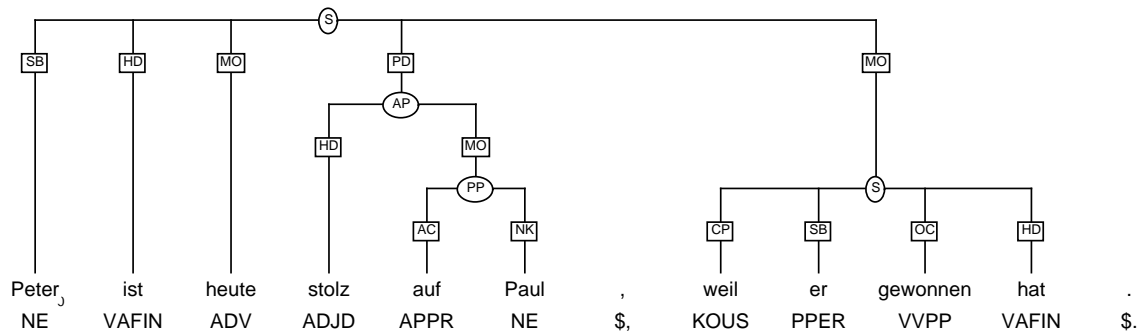 S
SB HD MO PD MO
AP
HD MO
PP S
AC NK CP SB OC HD
Peter J ist heute stolz auf Paul , weil er gewonnen hat .
NE VAFIN ADV ADJD APPR NE $, KOUS PPER VVPP VAFIN $.